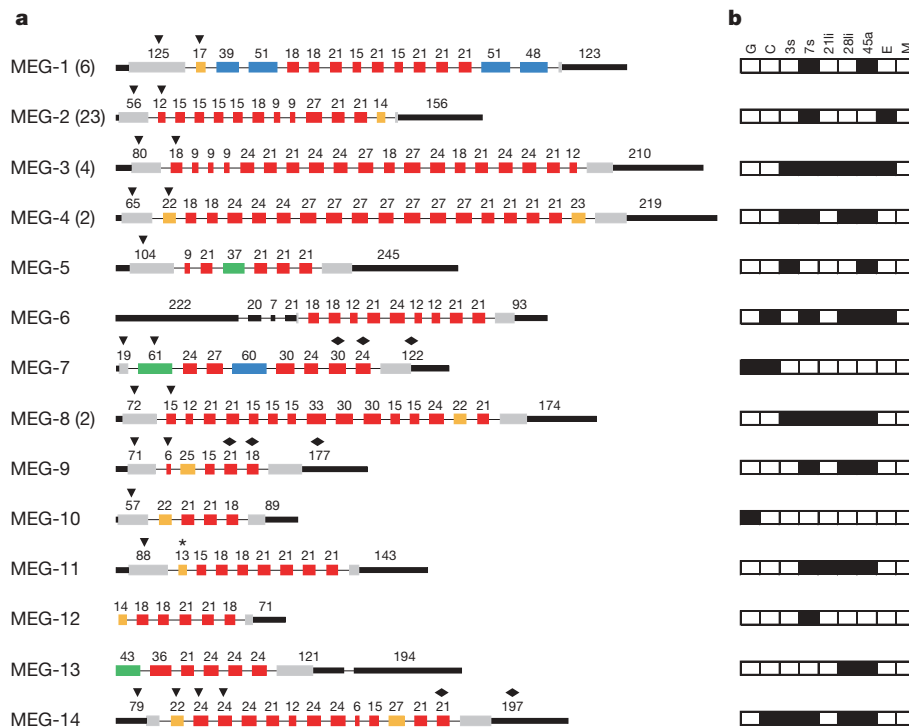 a
b
G C 3s 7s 21li 28li 45a E M
125 17 39 51 18 18 21 15 21 15 21 21 21 51 48 123
MEG-1 (6)
56 12 15 15 15 15 18 9 9 27 21 21 14 156
MEG-2 (23)
80 18 9 9 9 24 21 21 24 24 27 18 27 24 18 21 24 24 21 12 210
MEG-3 (4)
65 22 18 18 24 24 24 27 27 27 27 27 27 27 21 21 21 21 23 219
MEG-4 (2)
104 9 21 37 21 21 21 245
MEG-5
222 20 7 21 18 18 12 21 24 12 12 21 21 93
MEG-6
19 61 24 27 60 30 24 30 24 122
MEG-7
72 15 12 21 21 15 15 15 33 30 30 15 15 24 22 21 174
MEG-8 (2)
71 6 25 15 21 18 177
MEG-9
57 22 21 21 18 89
MEG-10
*
88 13 15 18 18 21 21 21 21 21 143
MEG-11
14 18 18 21 21 18 71
MEG-12
43 36 21 24 24 24 121 194
MEG-13
79 22 24 24 21 21 12 24 24 6 15 27 21 21 197
MEG-14